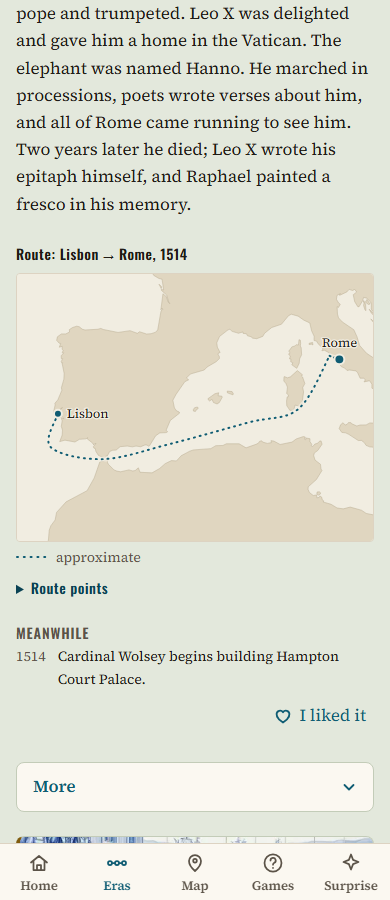 pope and trumpeted. Leo X was delighted
and gave him a home in the Vatican. The
elephant was named Hanno. He marched in
processions, poets wrote verses about him,
and all of Rome came running to see him.
Two years later he died; Leo X wrote his
epitaph himself, and Raphael painted a
fresco in his memory.
Route: Lisbon → Rome, 1514
Rome
Lisbon
approximate
Route points
MEANWHILE
1514 Cardinal Wolsey begins building Hampton
Court Palace.
I liked it
More
Home Eras Map Games Surprise